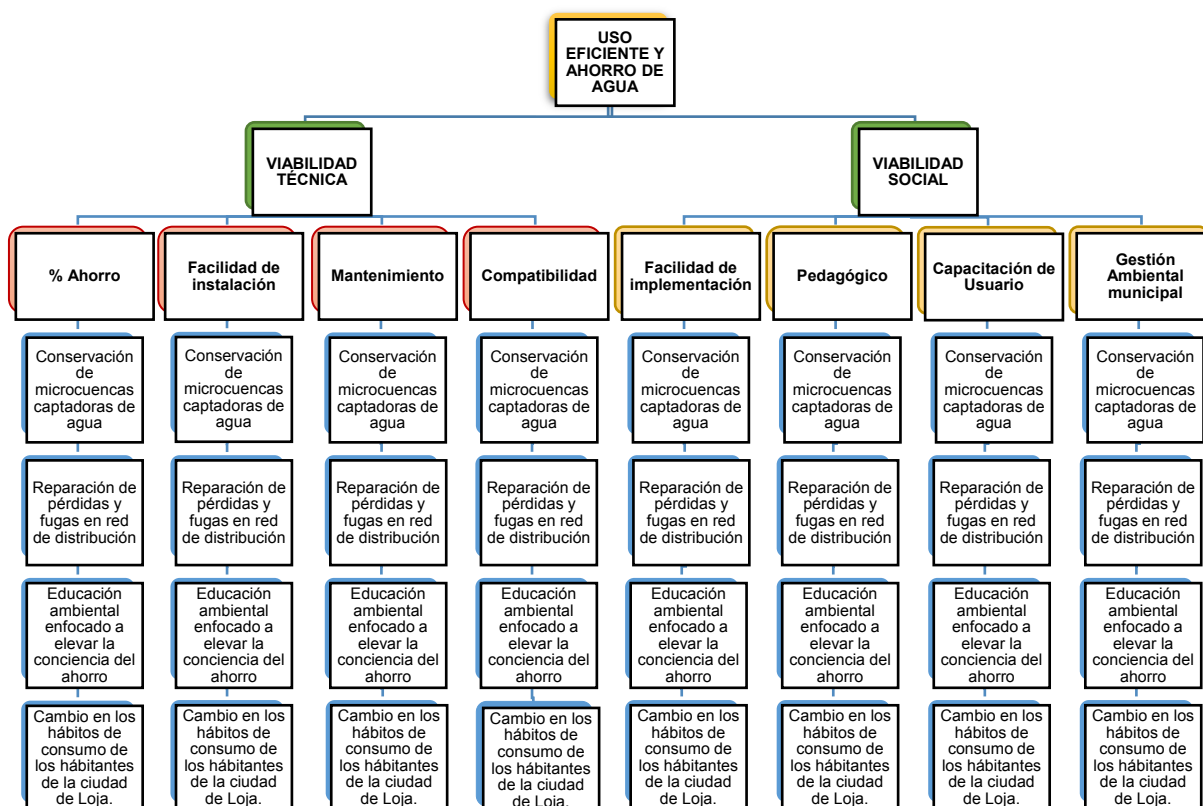 USO
EFICIENTE Y
AHORRO DE
AGUA
VIABILIDAD
TÉCNICA
VIABILIDAD
SOCIAL
% Ahorro
Facilidad de
instalación
Mantenimiento
Compatibilidad
Facilidad de
implementación
Pedagógico
Capacitación de
Usuario
Gestión
Ambiental
municipal
Conservación
de
microcuencas
captadoras de
agua
Conservación
de
microcuencas
captadoras de
agua
Conservación
de
microcuencas
captadoras de
agua
Conservación
de
microcuencas
captadoras de
agua
Conservación
de
microcuencas
captadoras de
agua
Conservación
de
microcuencas
captadoras de
agua
Conservación
de
microcuencas
captadoras de
agua
Conservación
de
microcuencas
captadoras de
agua
Reparación de
pérdidas y
fugas en red
de distribución
Reparación de
pérdidas y
fugas en red
de distribución
Reparación de
pérdidas y
fugas en red
de distribución
Reparación de
pérdidas y
fugas en red
de distribución
Reparación de
pérdidas y
fugas en red
de distribución
Reparación de
pérdidas y
fugas en red
de distribución
Reparación de
pérdidas y
fugas en red
de distribución
Reparación de
pérdidas y
fugas en red
de distribución
Educación
ambiental
enfocado a
elevar la
conciencia del
ahorro
Educación
ambiental
enfocado a
elevar la
conciencia del
ahorro
Educación
ambiental
enfocado a
elevar la
conciencia del
ahorro
Educación
ambiental
enfocado a
elevar la
conciencia del
ahorro
Educación
ambiental
enfocado a
elevar la
conciencia del
ahorro
Educación
ambiental
enfocado a
elevar la
conciencia del
ahorro
Educación
ambiental
enfocado a
elevar la
conciencia del
ahorro
Educación
ambiental
enfocado a
elevar la
conciencia del
ahorro
Cambio en los
hábitos de
consumo de
los hábitantes
de la ciudad
de Loja.
Cambio en los
hábitos de
consumo de
los hábitantes
de la ciudad
de Loja.
Cambio en los
hábitos de
consumo de
los hábitantes
de la ciudad
de Loja.
Cambio en los
hábitos de
consumo de
los hábitantes
de la ciudad
de Loja.
Cambio en los
hábitos de
consumo de
los hábitantes
de la ciudad
de Loja.
Cambio en los
hábitos de
consumo de
los hábitantes
de la ciudad
de Loja.
Cambio en los
hábitos de
consumo de
los hábitantes
de la ciudad
de Loja.
Cambio en los
hábitos de
consumo de
los hábitantes
de la ciudad
de Loja.